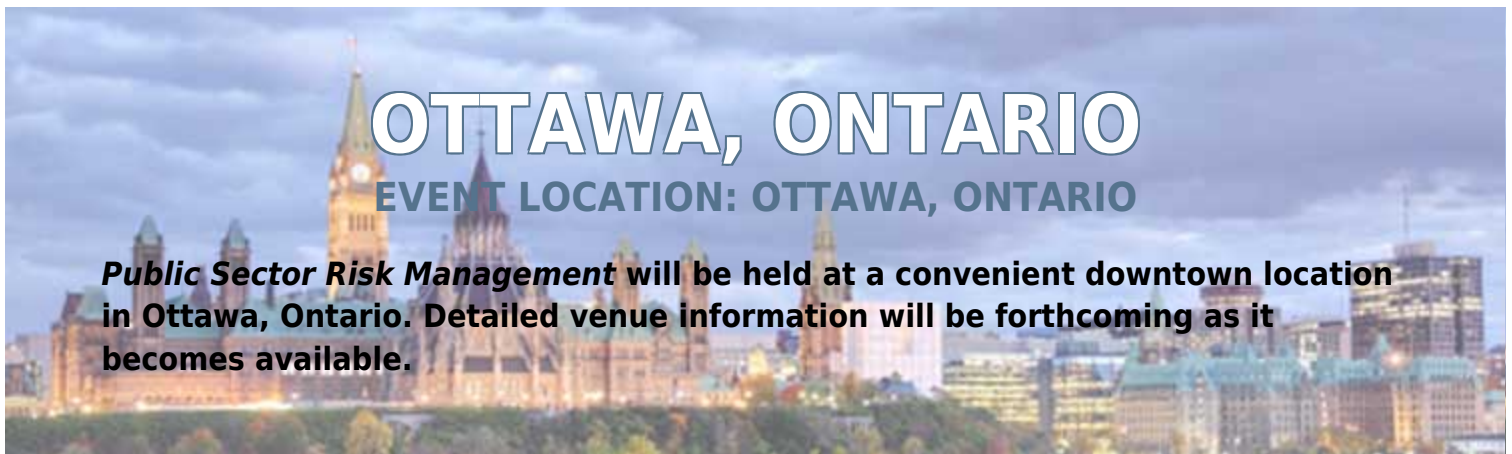 OTTAWA, ONTARIO
EVENT LOCATION: OTTAWA, ONTARIO
Public Sector Risk Management will be held at a convenient downtown location
in Ottawa, Ontario. Detailed venue information will be forthcoming as it
becomes available.